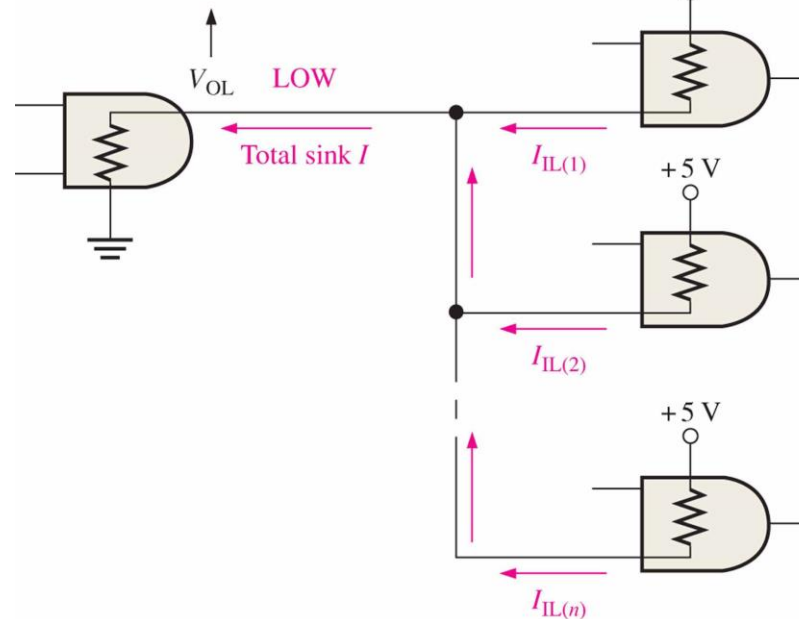 V_OL LOW
Total sink I
I_IL(1)
+5 V
I_IL(2)
+5 V
I_IL(n)